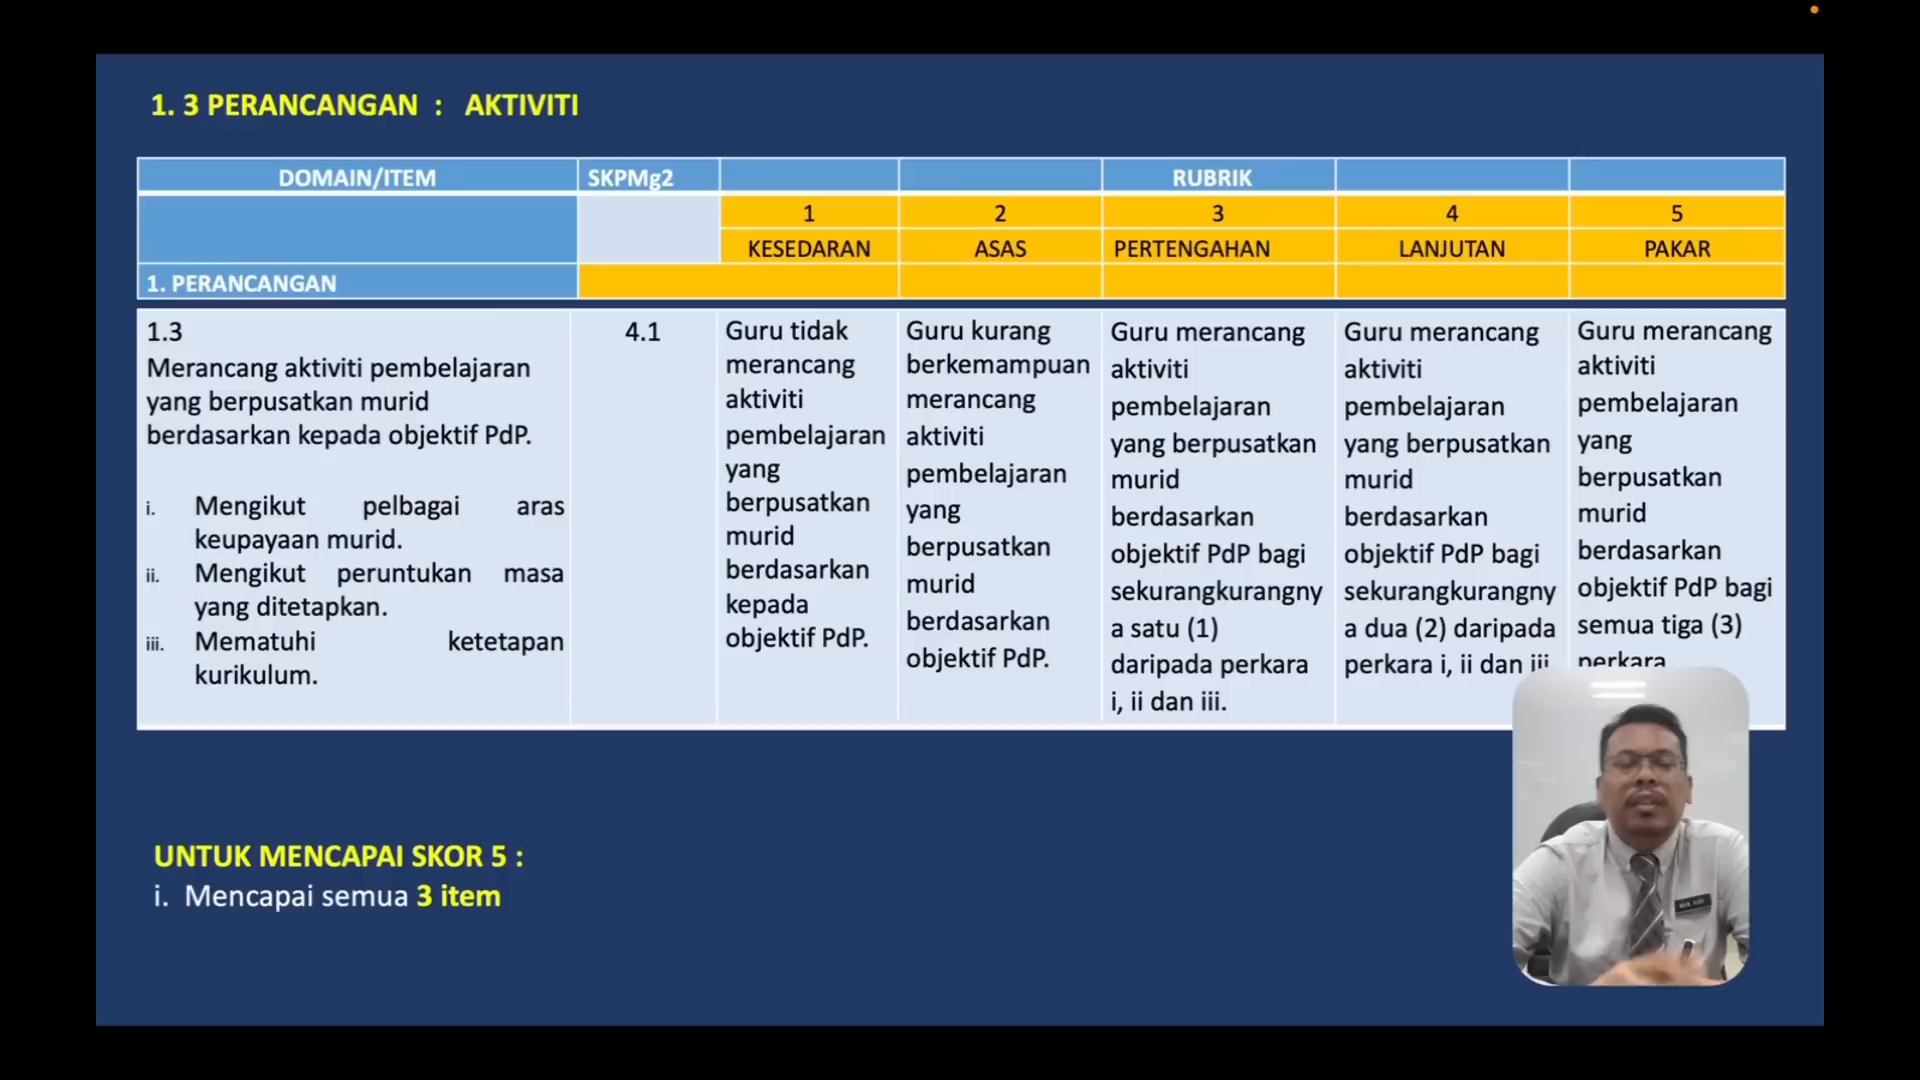 1. 3 PERANCANGAN : AKTIVITI
DOMAIN/ITEM SKPMg2 RUBRIK
1 2 3 4 5
KESEDARAN ASAS PERTENGAHAN LANJUTAN PAKAR
1. PERANCANGAN
1.3
Merancang aktiviti pembelajaran
yang berpusatkan murid
berdasarkan kepada objektif PdP.
i. Mengikut pelbagai aras
keupayaan murid.
ii. Mengikut peruntukan masa
yang ditetapkan.
iii. Mematuhi ketetapan
kurikulum.
4.1
Guru tidak
merancang
aktiviti
pembelajaran
yang
berpusatkan
murid
berdasarkan
kepada
objektif PdP.
Guru kurang
berkemampuan
merancang
aktiviti
pembelajaran
yang
berpusatkan
murid
berdasarkan
objektif PdP.
Guru merancang
aktiviti
pembelajaran
yang berpusatkan
murid
berdasarkan
objektif PdP bagi
sekurangkurangny
a satu (1)
daripada perkara
i, ii dan iii.
Guru merancang
aktiviti
pembelajaran
yang berpusatkan
murid
berdasarkan
objektif PdP bagi
sekurangkurangny
a dua (2) daripada
perkara i, ii dan iii
Guru merancang
aktiviti
pembelajaran
yang
berpusatkan
murid
berdasarkan
objektif PdP bagi
semua tiga (3)
perkara
UNTUK MENCAPAI SKOR 5 :
i. Mencapai semua 3 item